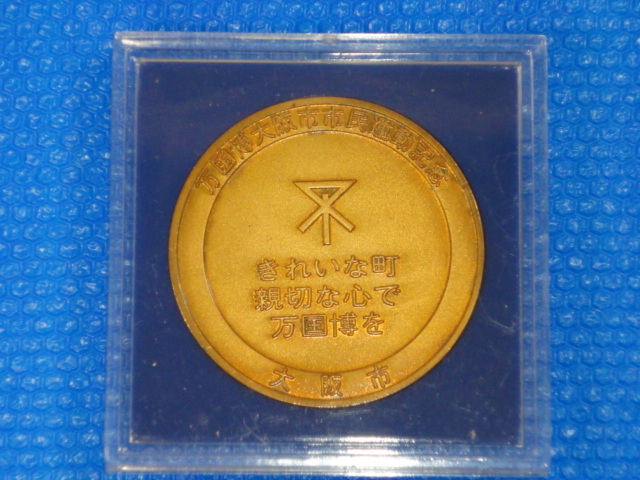 万国博大阪市市民運動記念
きれいな町
親切な心で
万国博を
大阪市